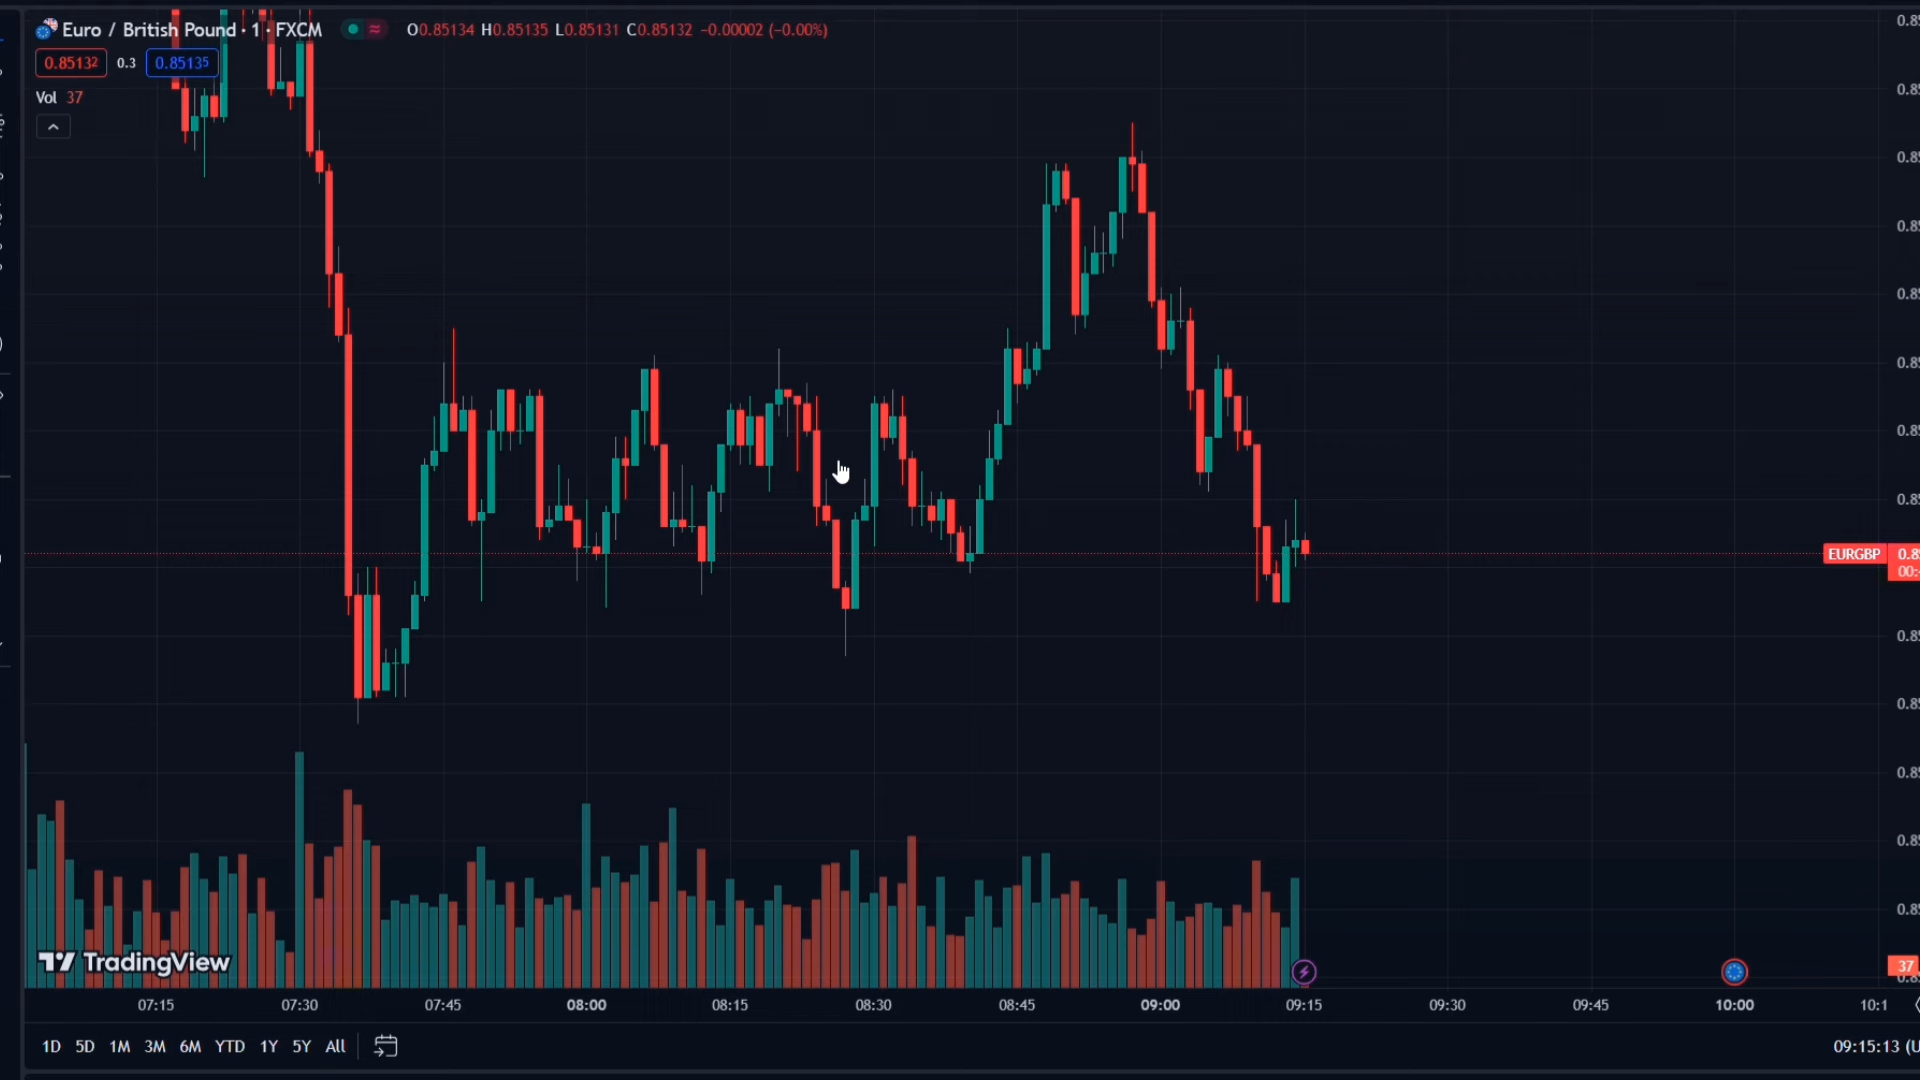 Euro / British Pound · 1 · FXCM O0.85134 H0.85135 L0.85131 C0.85132 −0.00002 (−0.00%)
0.85132 0.3 0.85135
Vol 37
EURGBP
37
TradingView
07:15 07:30 07:45 08:00 08:15 08:30 08:45 09:00 09:15 09:30 09:45 10:00 10:1
1D 5D 1M 3M 6M YTD 1Y 5Y All
09:15:13 (U